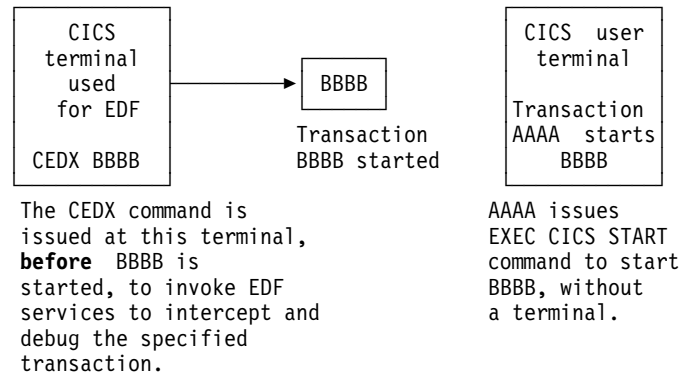 CICS
terminal
used
for EDF
CEDX BBBB
BBBB
Transaction
BBBB started
CICS user
terminal
Transaction
AAAA starts
BBBB
The CEDX command is
issued at this terminal,
before BBBB is
started, to invoke EDF
services to intercept and
debug the specified
transaction.
AAAA issues
EXEC CICS START
command to start
BBBB, without
a terminal.